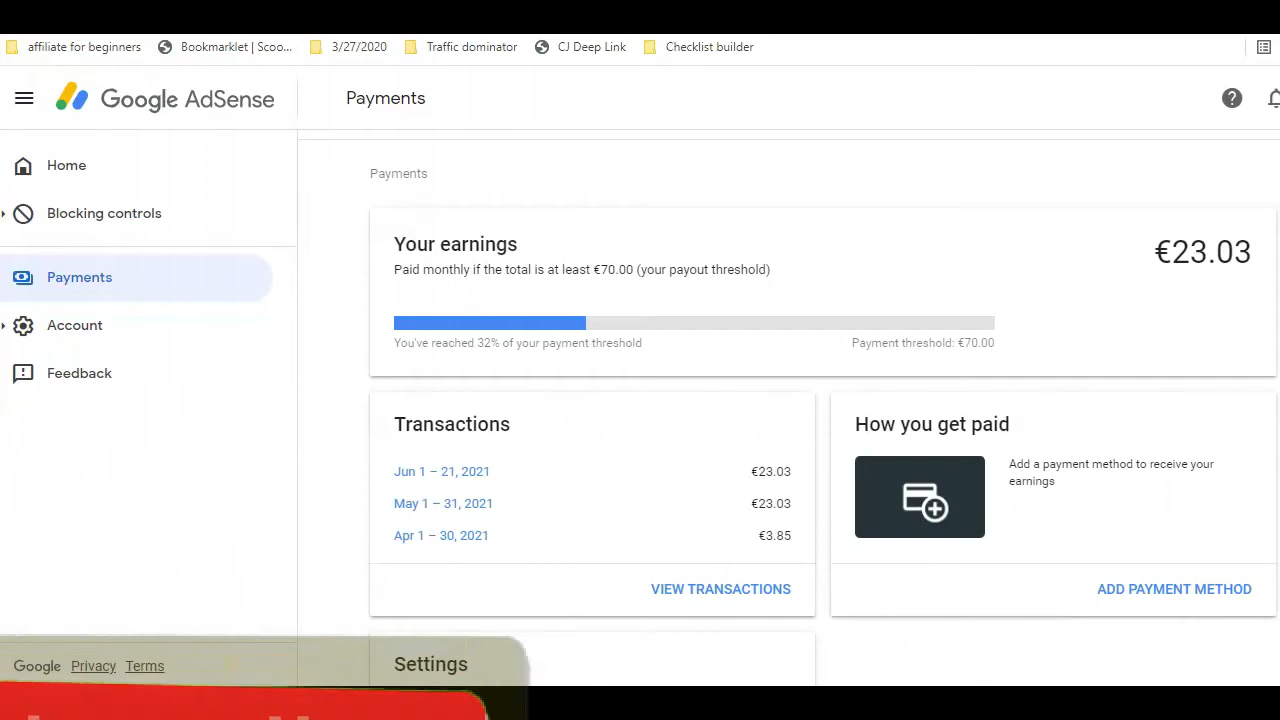 affiliate for beginners
Bookmarklet | Scoo...
3/27/2020
Traffic dominator
CJ Deep Link
Checklist builder
Google AdSense
Payments
Home
Blocking controls
Payments
Account
Feedback
Google Privacy Terms
Payments
Your earnings
€23.03
Paid monthly if the total is at least €70.00 (your payout threshold)
You've reached 32% of your payment threshold
Payment threshold: €70.00
Transactions
Jun 1 – 21, 2021 €23.03
May 1 – 31, 2021 €23.03
Apr 1 – 30, 2021 €3.85
VIEW TRANSACTIONS
How you get paid
Add a payment method to receive your
earnings
ADD PAYMENT METHOD
Settings